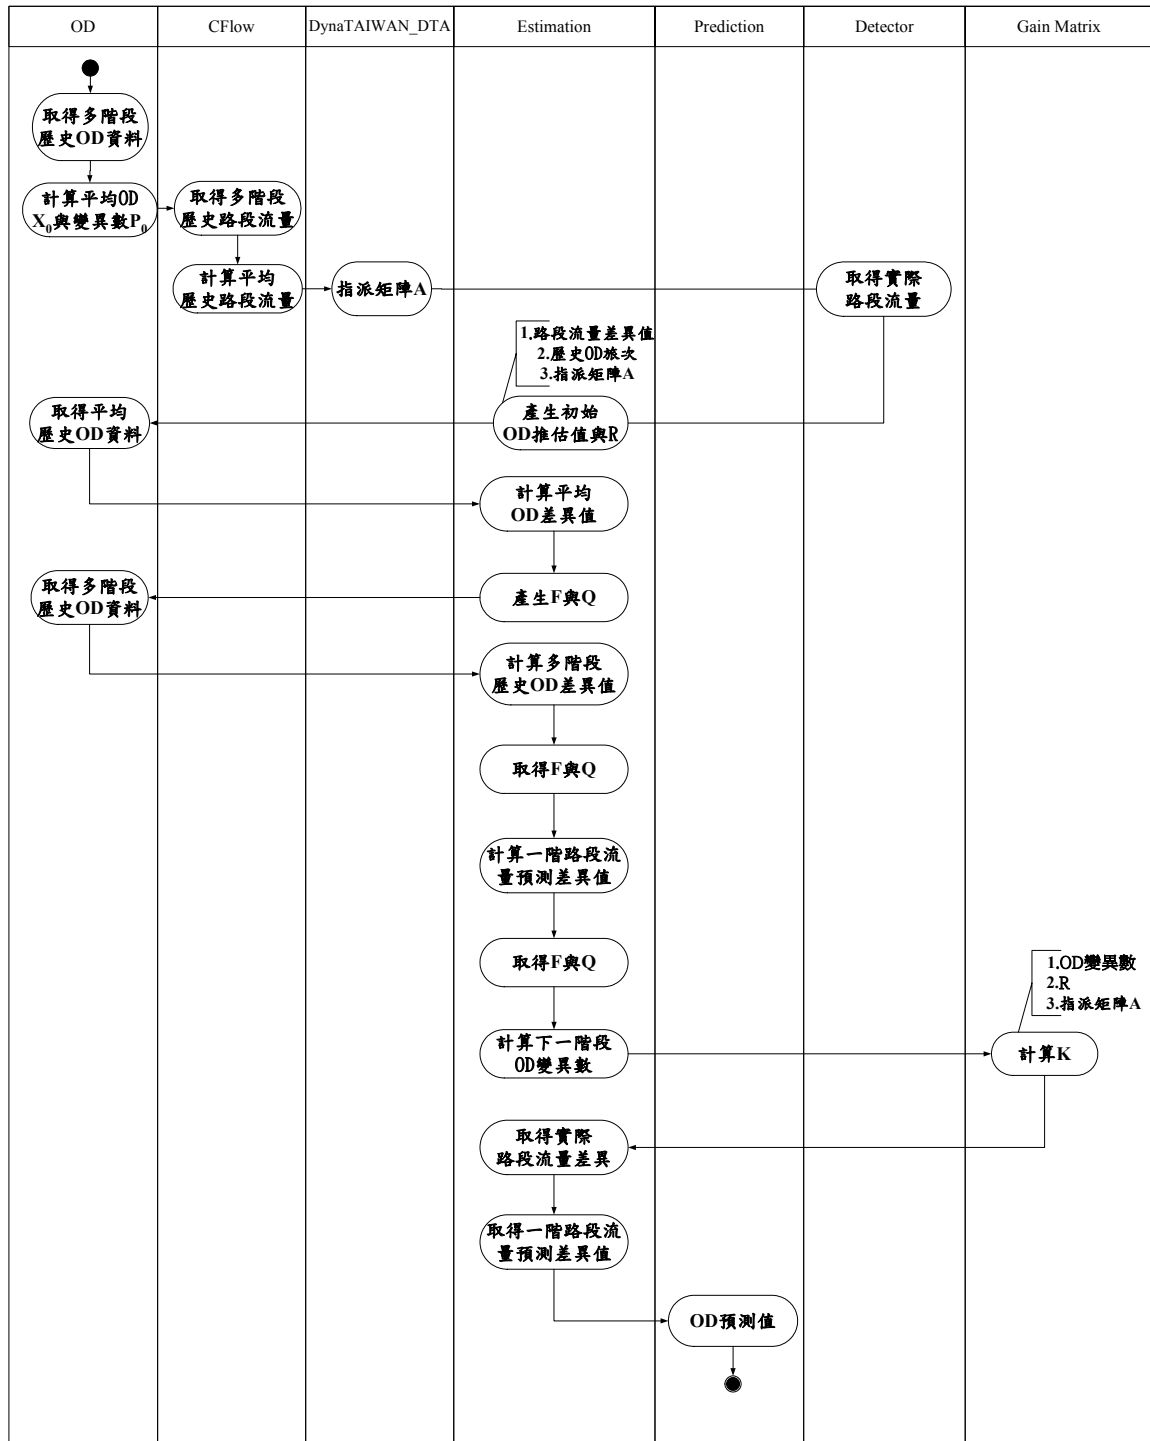 OD
CFlow
DynaTAIWAN_DTA
Estimation
Prediction
Detector
Gain Matrix
取得多階段
歷史OD資料
計算平均OD
X₀與變異數P₀
取得多階段
歷史路段流量
計算平均
歷史路段流量
指派矩陣A
取得實際
路段流量
1.路段流量差異值
2.歷史OD旅次
3.指派矩陣A
產生初始
OD推估值與R
取得平均
歷史OD資料
計算平均
OD差異值
產生F與Q
取得多階段
歷史OD資料
計算多階段
歷史OD差異值
取得F與Q
計算一階路段流
量預測差異值
取得F與Q
計算下一階段
OD變異數
1.OD變異數
2.R
3.指派矩陣A
計算K
取得實際
路段流量差異
取得一階路段流
量預測差異值
OD預測值